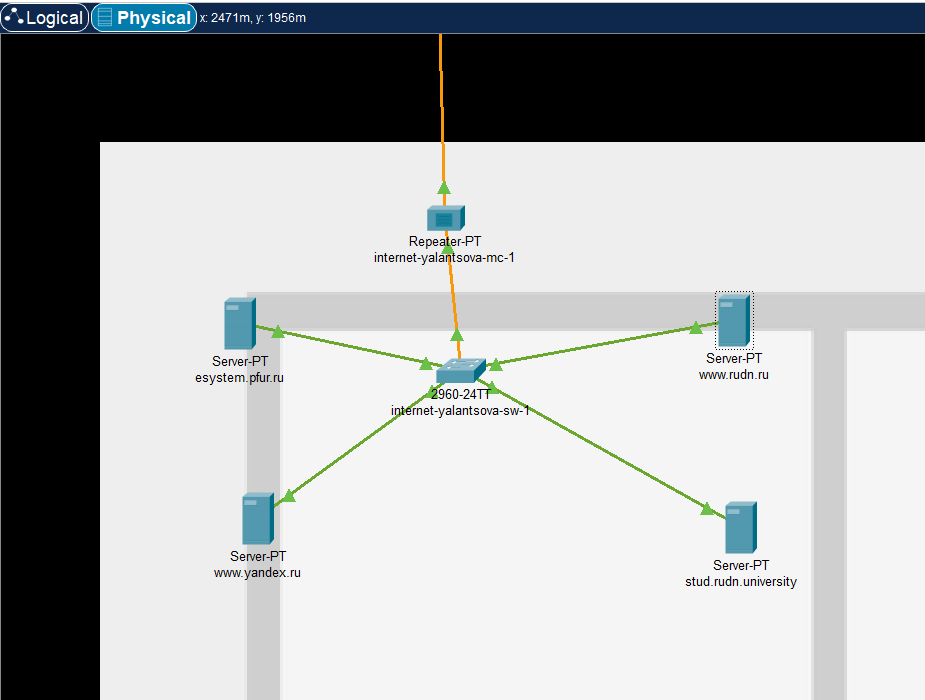 Logical Physical x: 2471m, y: 1956m
Repeater-PT
internet-yalantsova-mc-1
Server-PT
esystem.pfur.ru
Server-PT
www.rudn.ru
2960-24TT
internet-yalantsova-sw-1
Server-PT
www.yandex.ru
Server-PT
stud.rudn.university